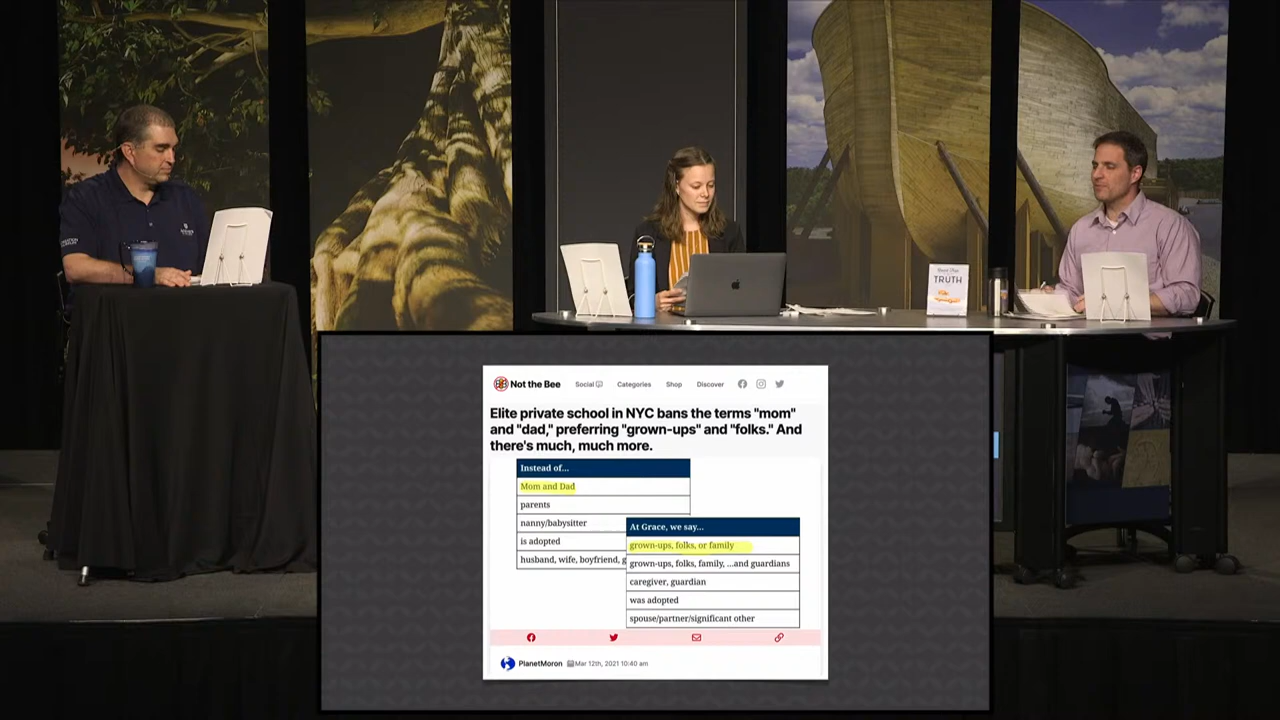 TRUTH
Not the Bee
Social
Categories
Shop
Discover
Elite private school in NYC bans the terms "mom"
and "dad," preferring "grown-ups" and "folks." And
there's much, much more.
Instead of...
Mom and Dad
parents
nanny/babysitter
is adopted
husband, wife, boyfriend, g
At Grace, we say...
grown-ups, folks, or family
grown-ups, folks, family, ...and guardians
caregiver, guardian
was adopted
spouse/partner/significant other
PlanetMoron
Mar 12th, 2021 10:40 am